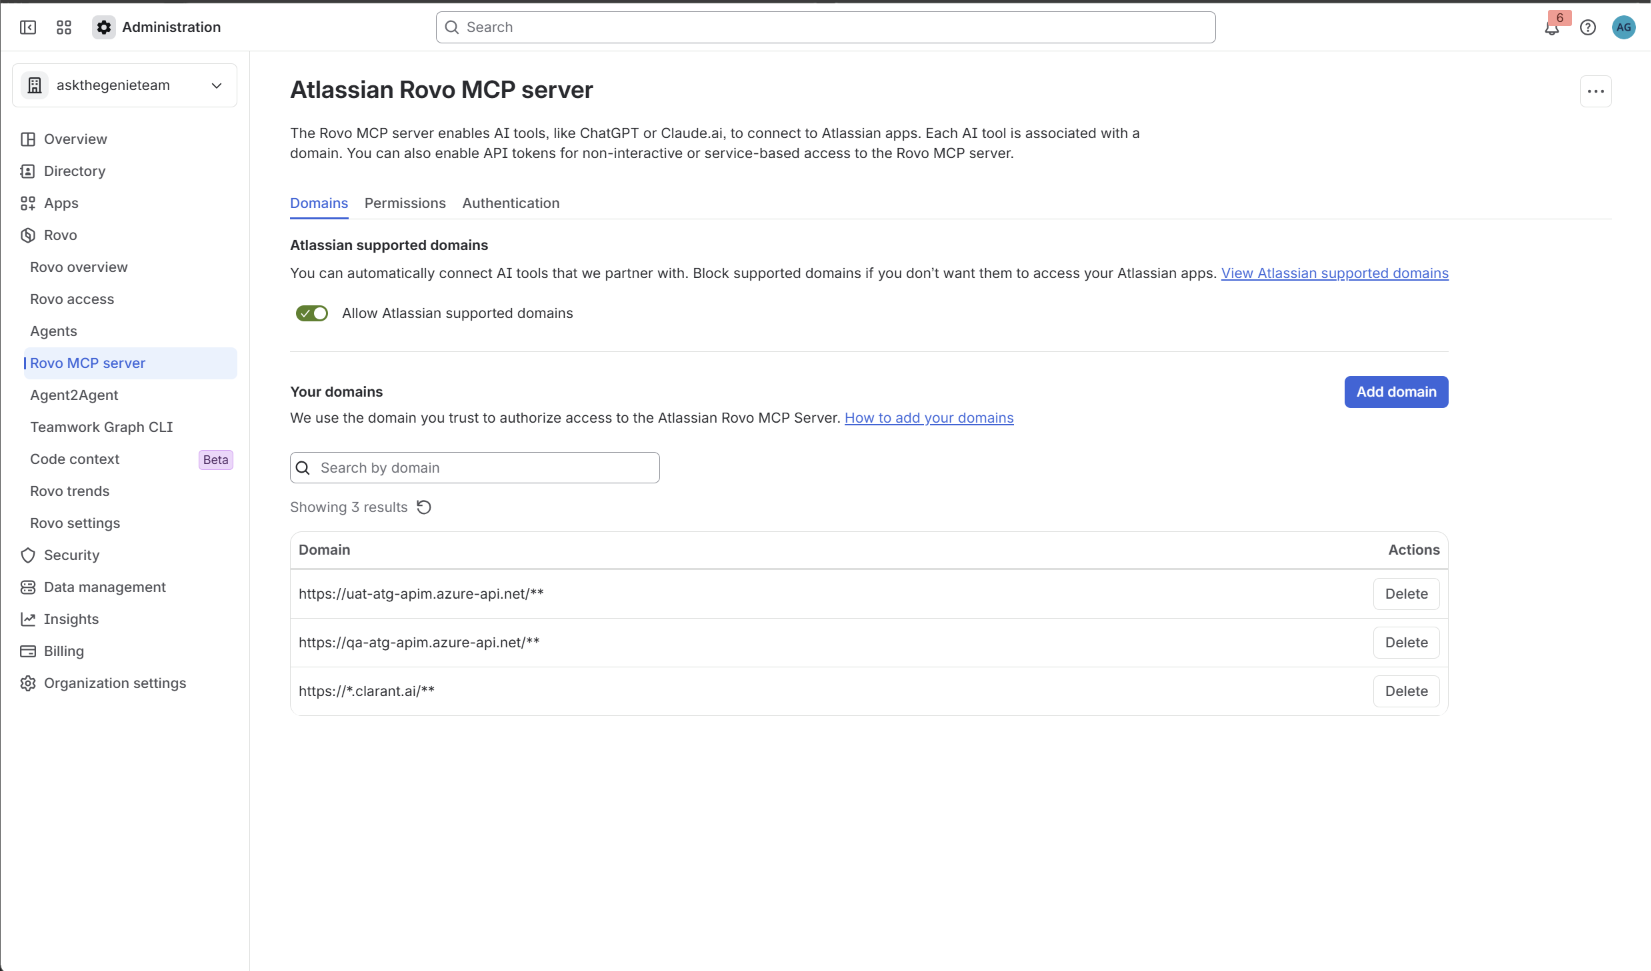 Administration
Search
6
AG
askthegenieteam
Overview
Directory
Apps
Rovo
Rovo overview
Rovo access
Agents
Rovo MCP server
Agent2Agent
Teamwork Graph CLI
Code context
Beta
Rovo trends
Rovo settings
Security
Data management
Insights
Billing
Organization settings
Atlassian Rovo MCP server
The Rovo MCP server enables AI tools, like ChatGPT or Claude.ai, to connect to Atlassian apps. Each AI tool is associated with a
domain. You can also enable API tokens for non-interactive or service-based access to the Rovo MCP server.
Domains Permissions Authentication
Atlassian supported domains
You can automatically connect AI tools that we partner with. Block supported domains if you don't want them to access your Atlassian apps. View Atlassian supported domains
Allow Atlassian supported domains
Your domains
Add domain
We use the domain you trust to authorize access to the Atlassian Rovo MCP Server. How to add your domains
Search by domain
Showing 3 results
Domain Actions
https://uat-atg-apim.azure-api.net/** Delete
https://qa-atg-apim.azure-api.net/** Delete
https://*.clarant.ai/** Delete